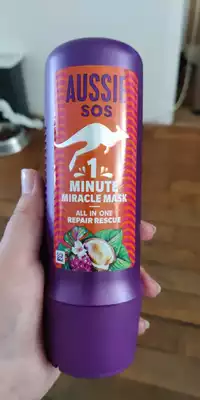 AUSSIE
SOS
1
MINUTE
MIRACLE MASK
ALL IN ONE
REPAIR RESCUE